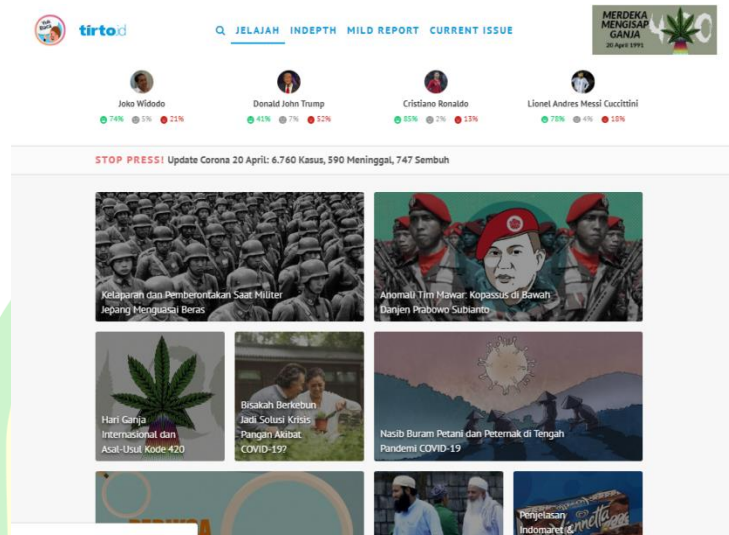 tirto.id
JELAJAH INDEPTH MILD REPORT CURRENT ISSUE
MERDEKA
MENGISAP
GANJA
20 April 1991
Joko Widodo
74% 5% 21%
Donald John Trump
41% 7% 52%
Cristiano Ronaldo
85% 2% 13%
Lionel Andres Messi Cuccittini
78% 4% 18%
STOP PRESS! Update Corona 20 April: 6.760 Kasus, 590 Meninggal, 747 Sembuh
Kelaparan dan Pemberontakan Saat Militer
Jepang Menguasai Beras
Anomali Tim Mawar: Kopassus di Bawah
Danjen Prabowo Subianto
Hari Ganja
Internasional dan
Asal-Usul Kode 420
Bisakah Berkebun
Jadi Solusi Krisis
Pangan Akibat
COVID-19?
Nasib Buram Petani dan Peternak di Tengah
Pandemi COVID-19
Penjelasan
Indomaret &